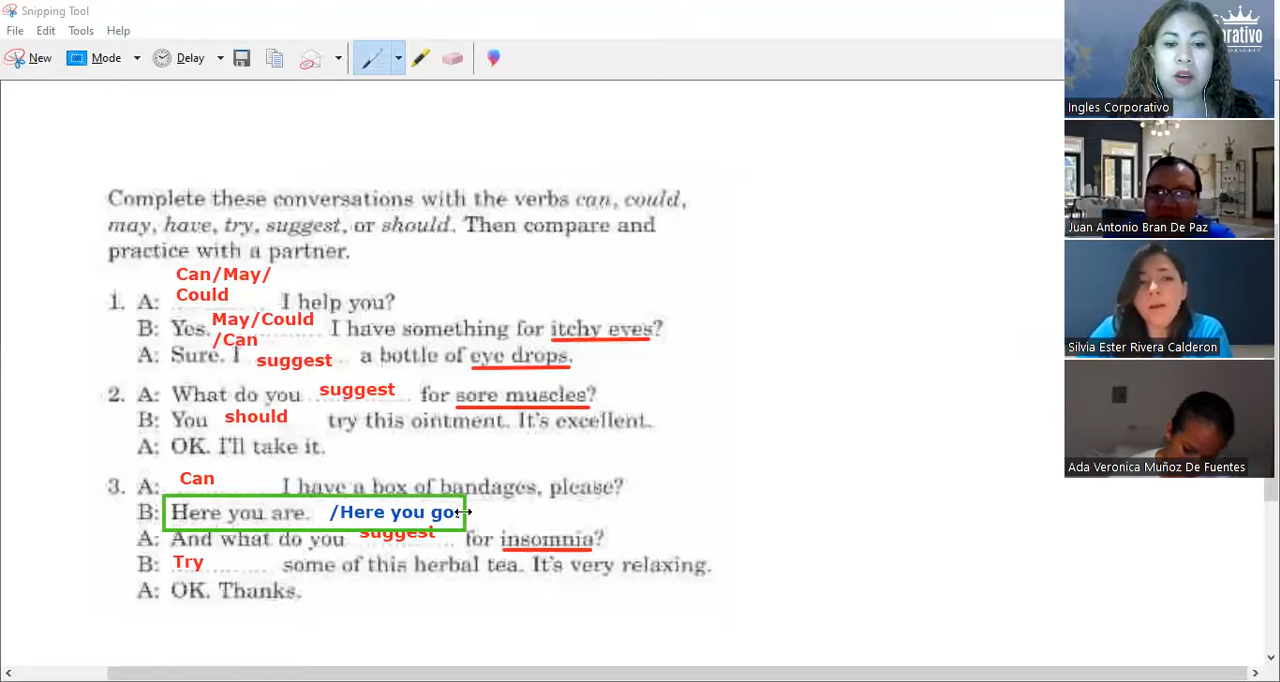 Snipping Tool
File Edit Tools Help
New Mode Delay
Complete these conversations with the verbs can, could,
may, have, try, suggest, or should. Then compare and
practice with a partner.
Can/May/
Could
1. A: I help you?
May/Could
/Can
B: Yes. I have something for itchy eyes?
A: Sure. I suggest a bottle of eye drops.
2. A: What do you suggest for sore muscles?
B: You should try this ointment. It's excellent.
A: OK. I'll take it.
3. A: Can I have a box of bandages, please?
B: Here you are. /Here you go
A: And what do you suggest for insomnia?
B: Try some of this herbal tea. It's very relaxing.
A: OK. Thanks.
Ingles Corporativo
Juan Antonio Bran De Paz
Silvia Ester Rivera Calderon
Ada Veronica Muñoz De Fuentes